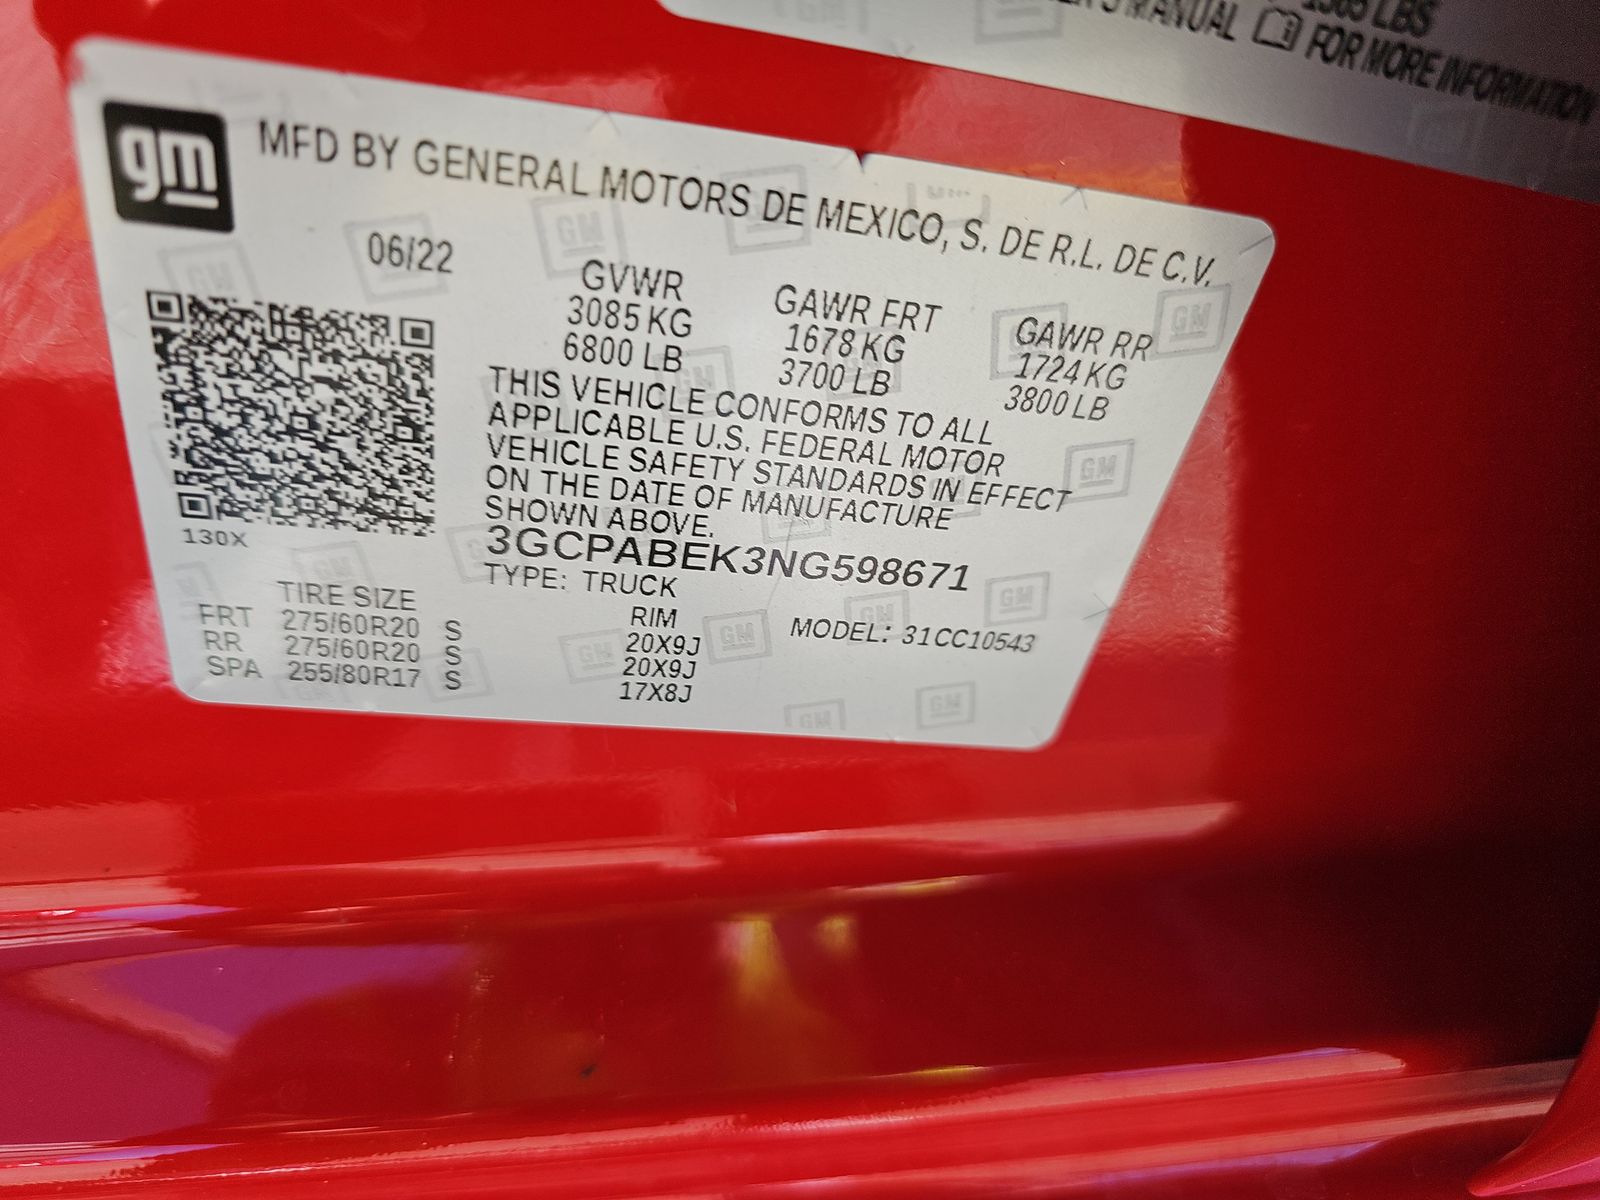 1365 LBS
MANUAL FOR MORE INFORMATION
gm
MFD BY GENERAL MOTORS DE MEXICO, S. DE R.L. DE C.V.
06/22
GVWR GAWR FRT GAWR RR
3085 KG 1678 KG 1724 KG
6800 LB 3700 LB 3800 LB
THIS VEHICLE CONFORMS TO ALL
APPLICABLE U.S. FEDERAL MOTOR
VEHICLE SAFETY STANDARDS IN EFFECT
ON THE DATE OF MANUFACTURE
SHOWN ABOVE.
130X
3GCPABEK3NG598671
TYPE: TRUCK
TIRE SIZE RIM MODEL: 31CC10543
FRT 275/60R20 S 20X9J
RR 275/60R20 S 20X9J
SPA 255/80R17 S 17X8J